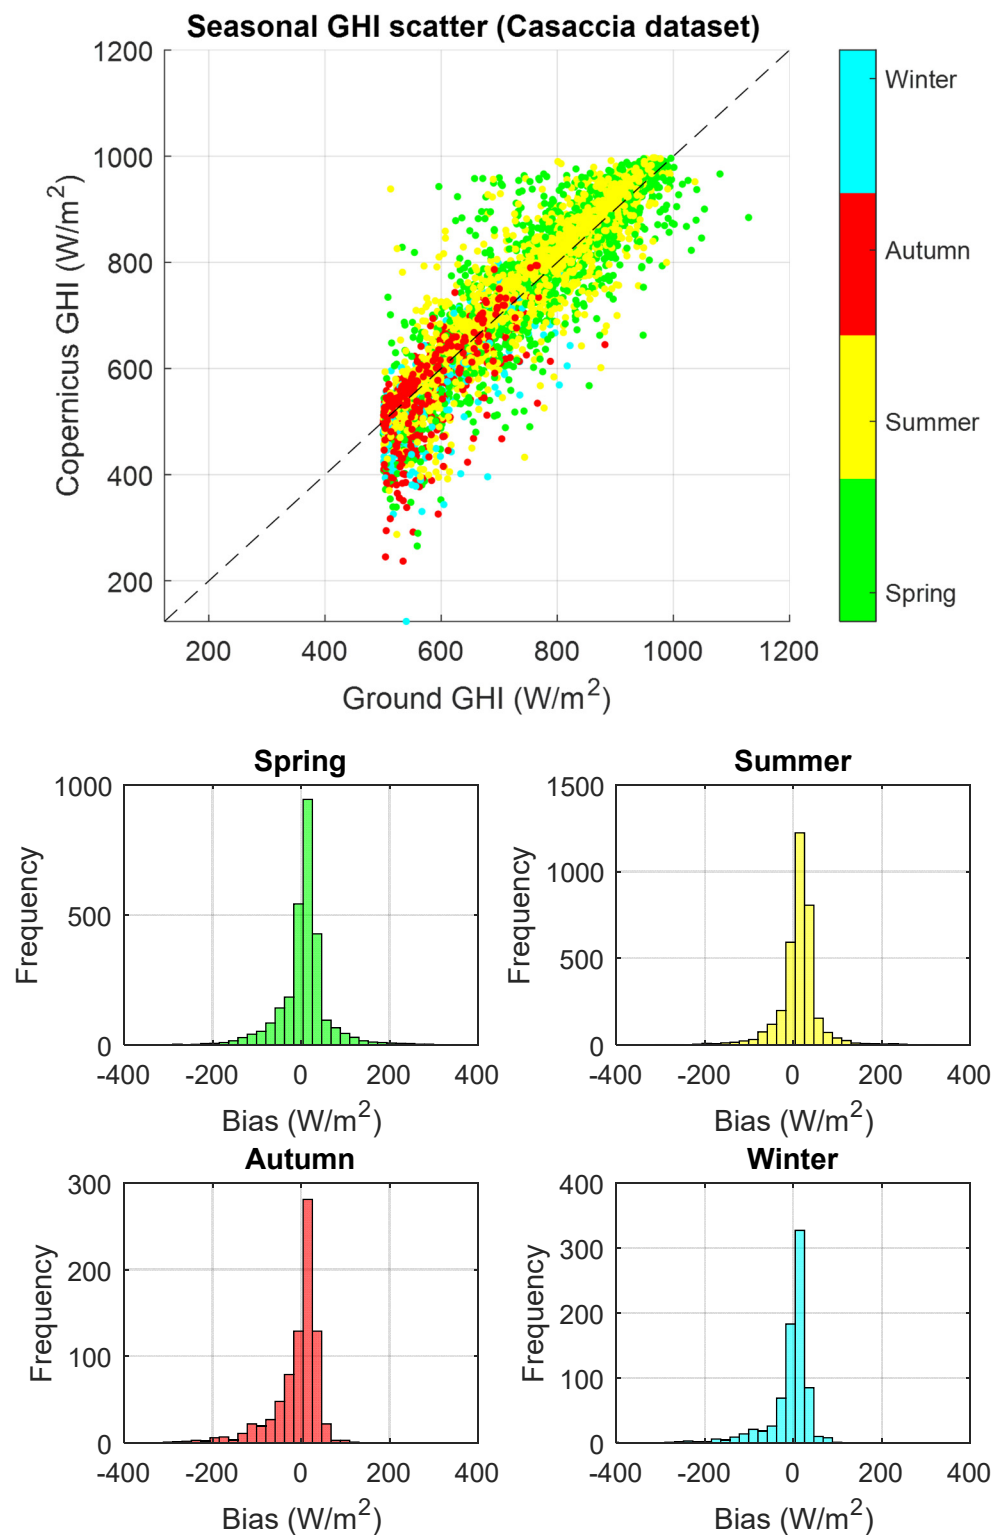 Seasonal GHI scatter (Casaccia dataset)
1200
1000
800
600
400
200
Copernicus GHI (W/m²)
200 400 600 800 1000 1200
Ground GHI (W/m²)
Winter
Autumn
Summer
Spring
Spring
1000
500
0
Frequency
-400 -200 0 200 400
Bias (W/m²)
Summer
1500
1000
500
0
Frequency
-400 -200 0 200 400
Bias (W/m²)
Autumn
300
200
100
0
Frequency
-400 -200 0 200 400
Bias (W/m²)
Winter
400
300
200
100
0
Frequency
-400 -200 0 200 400
Bias (W/m²)